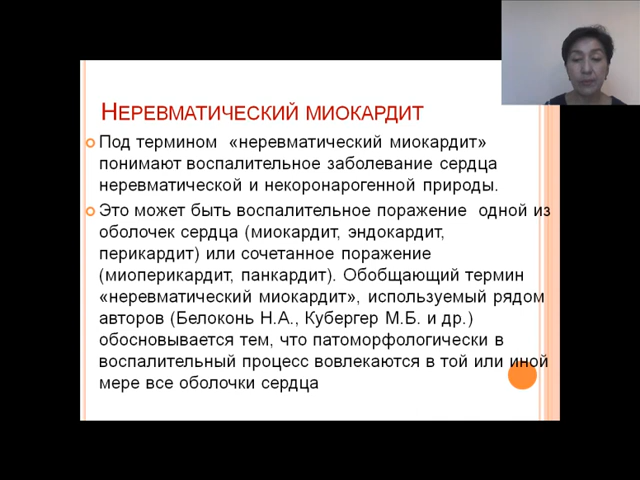 Неревматический миокардит
Под термином «неревматический миокардит»
понимают воспалительное заболевание сердца
неревматической и некоронарогенной природы.
Это может быть воспалительное поражение одной из
оболочек сердца (миокардит, эндокардит,
перикардит) или сочетанное поражение
(миоперикардит, панкардит). Обобщающий термин
«неревматический миокардит», используемый рядом
авторов (Белоконь Н.А., Кубергер М.Б. и др.)
обосновывается тем, что патоморфологически в
воспалительный процесс вовлекаются в той или иной
мере все оболочки сердца